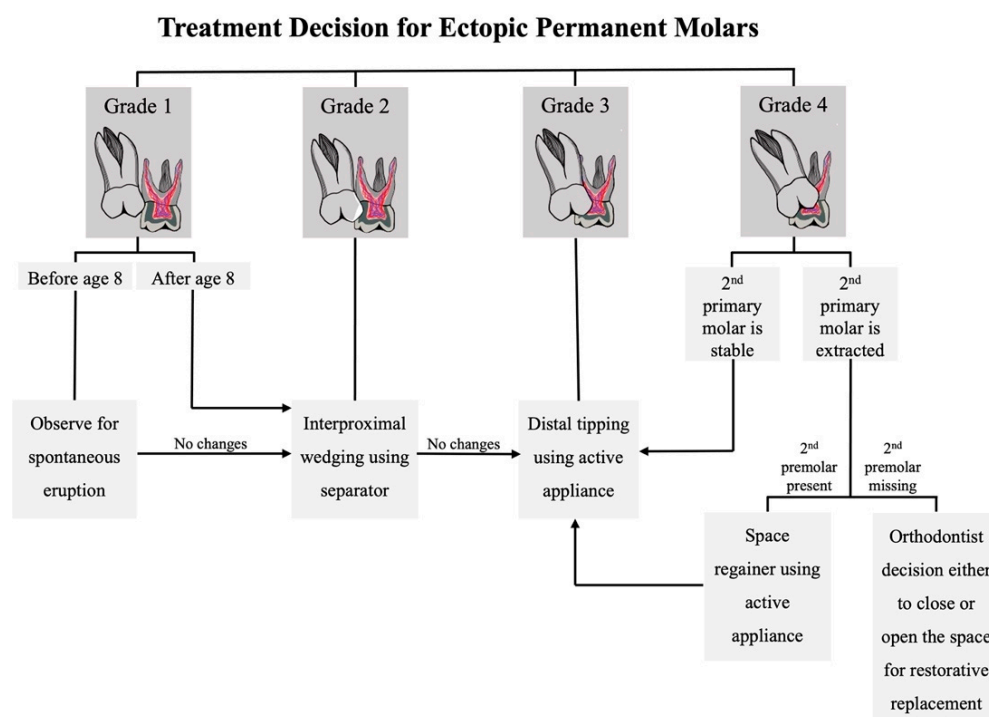 Treatment Decision for Ectopic Permanent Molars
Grade 1
Grade 2
Grade 3
Grade 4
Before age 8
After age 8
2nd
primary
molar is
stable
2nd
primary
molar is
extracted
Observe for
spontaneous
eruption
No changes
Interproximal
wedging using
separator
No changes
Distal tipping
using active
appliance
2nd
premolar
present
2nd
premolar
missing
Space
regainer using
active
appliance
Orthodontist
decision either
to close or
open the space
for restorative
replacement